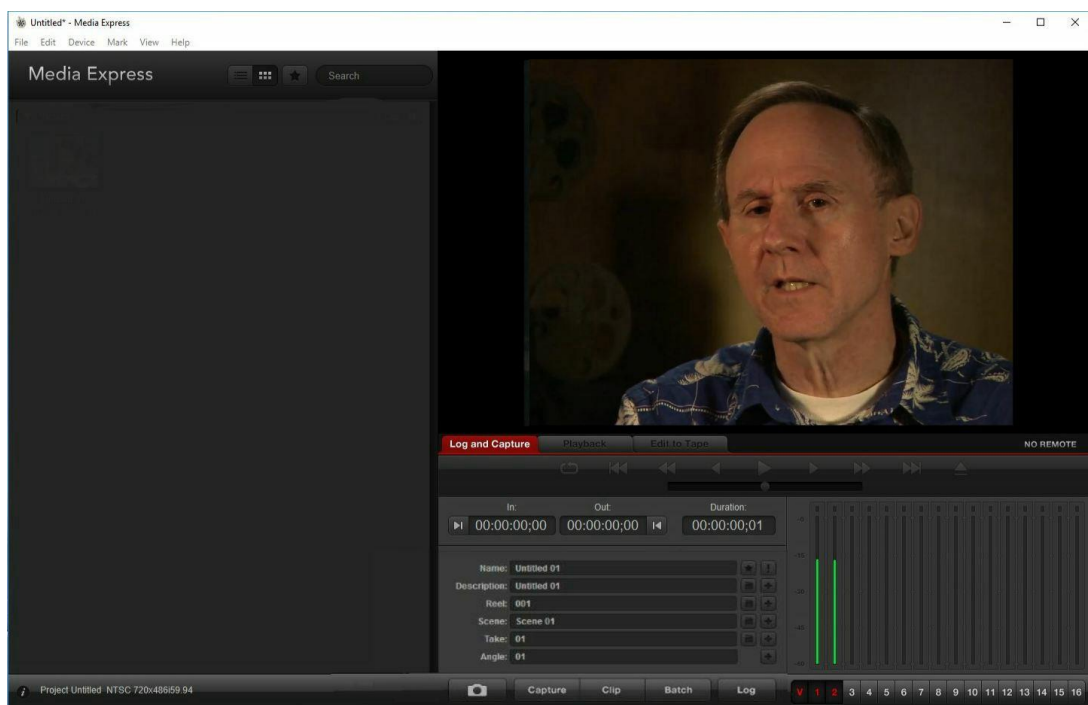 Untitled* - Media Express
File Edit Device Mark View Help
Media Express
Search
Log and Capture Playback Edit to Tape NO REMOTE
In: Out: Duration:
00:00:00;00 00:00:00;00 00:00:00;01
Name: Untitled 01
Description: Untitled 01
Reel: 001
Scene: Scene 01
Take: 01
Angle: 01
Project Untitled NTSC 720x486i59.94
Capture Clip Batch Log
V 1 2 3 4 5 6 7 8 9 10 11 12 13 14 15 16